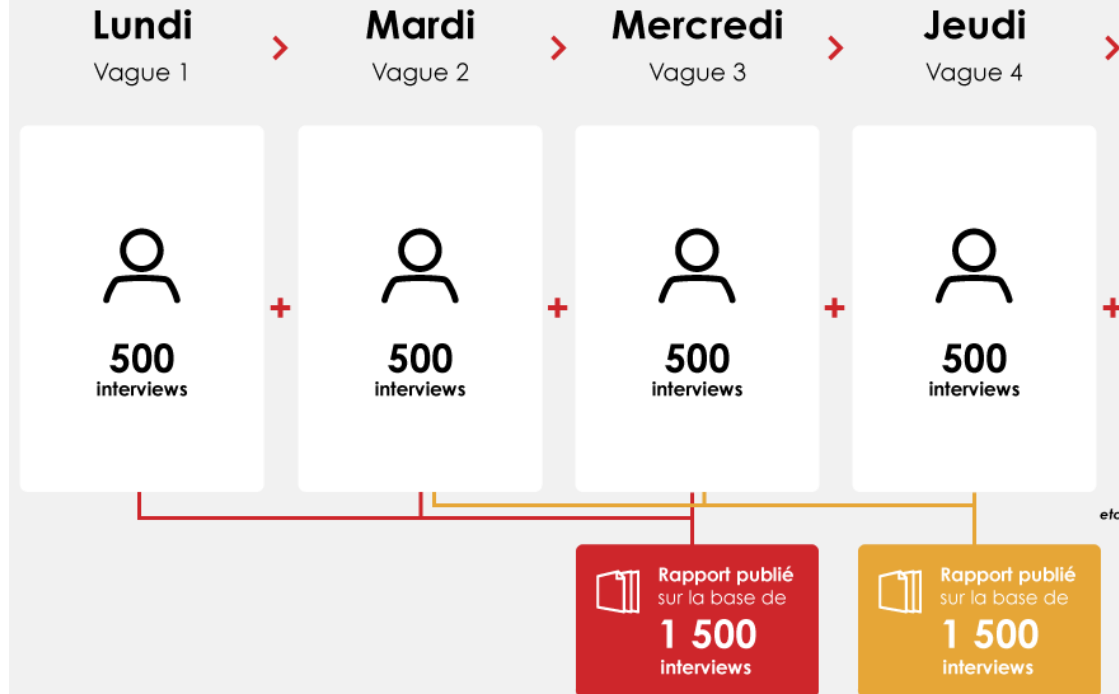 Lundi
Vague 1
Mardi
Vague 2
Mercredi
Vague 3
Jeudi
Vague 4
500
interviews
500
interviews
500
interviews
500
interviews
Rapport publié
sur la base de
1 500
interviews
Rapport publié
sur la base de
1 500
interviews